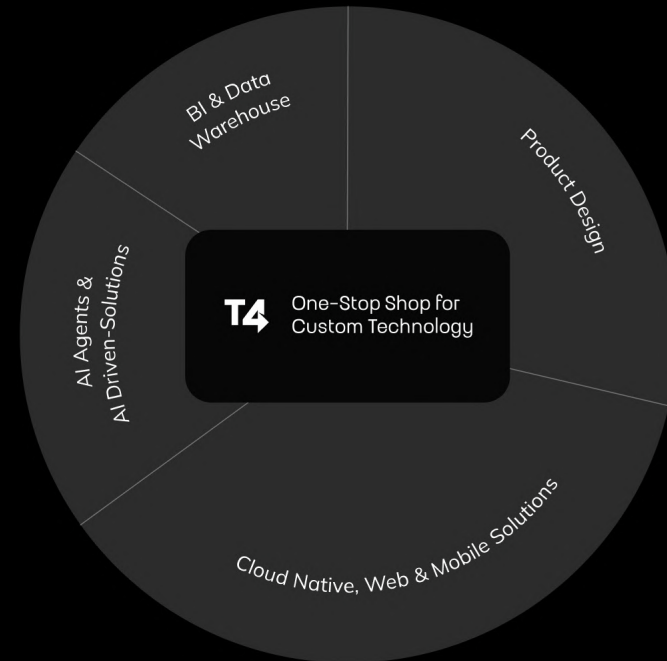 BI & Data
Warehouse
Product Design
AI Agents &
AI Driven-Solutions
T4
One-Stop Shop for
Custom Technology
Cloud Native, Web & Mobile Solutions